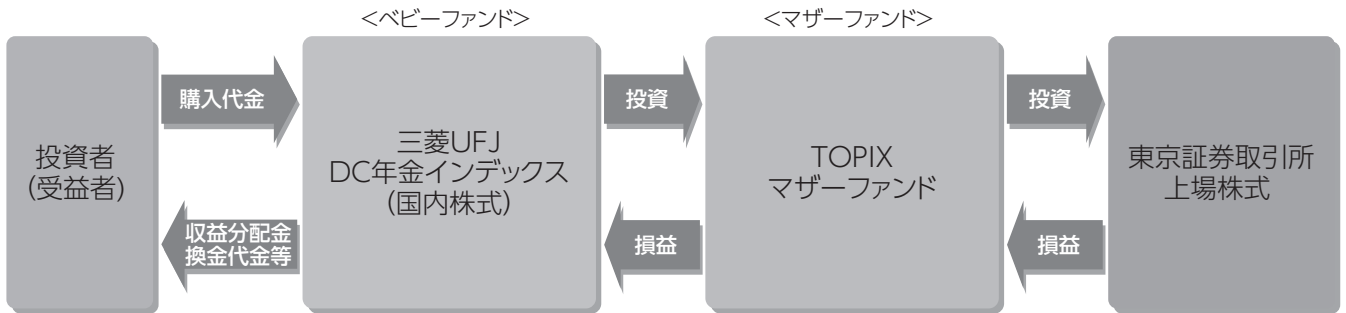 <ベビーファンド>
<マザーファンド>
投資者
(受益者)
購入代金
収益分配金
換金代金等
三菱UFJ
DC年金インデックス
(国内株式)
投資
損益
TOPIX
マザーファンド
投資
損益
東京証券取引所
上場株式